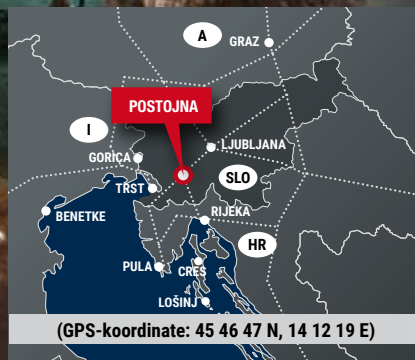 A
GRAZ
POSTOJNA
I
LJUBLJANA
GORICA
SLO
TRST
BENETKE
RIJEKA
HR
PULA
CRES
LOŠINJ
(GPS-koordinate: 45 46 47 N, 14 12 19 E)